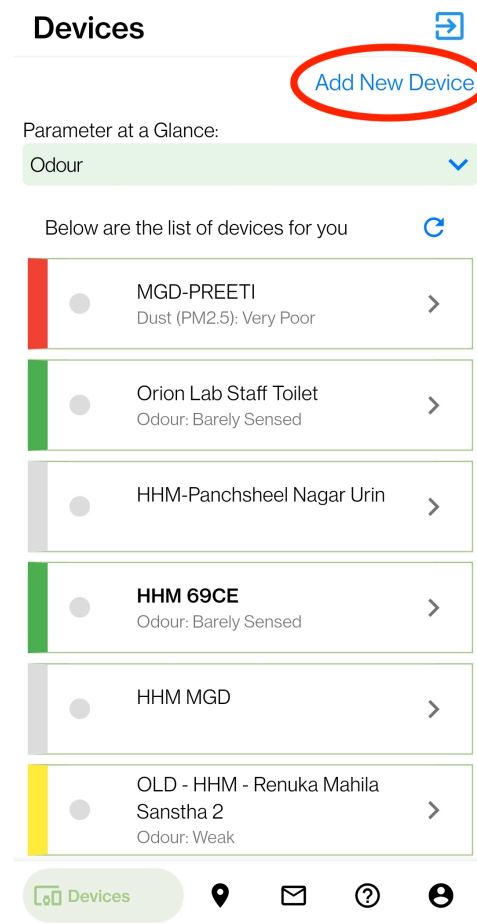 Devices
Add New Device
Parameter at a Glance:
Odour
Below are the list of devices for you
MGD-PREETI
Dust (PM2.5): Very Poor
Orion Lab Staff Toilet
Odour: Barely Sensed
HHM-Panchsheel Nagar Urin
HHM 69CE
Odour: Barely Sensed
HHM MGD
OLD - HHM - Renuka Mahila
Sanstha 2
Odour: Weak
Devices